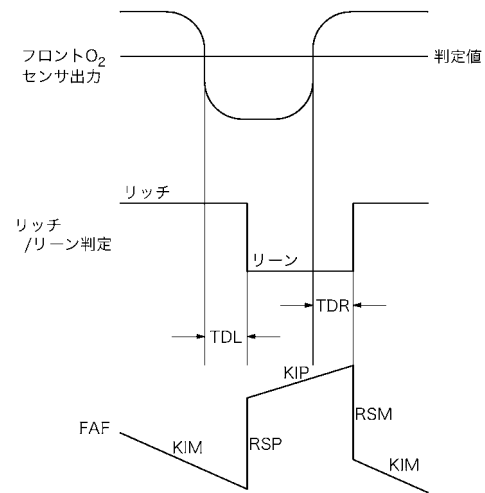 フロントO2
センサ出力
判定値
リッチ
リッチ
/リーン判定
リーン
TDR
TDL
KIP
FAF
KIM
RSP
RSM
KIM